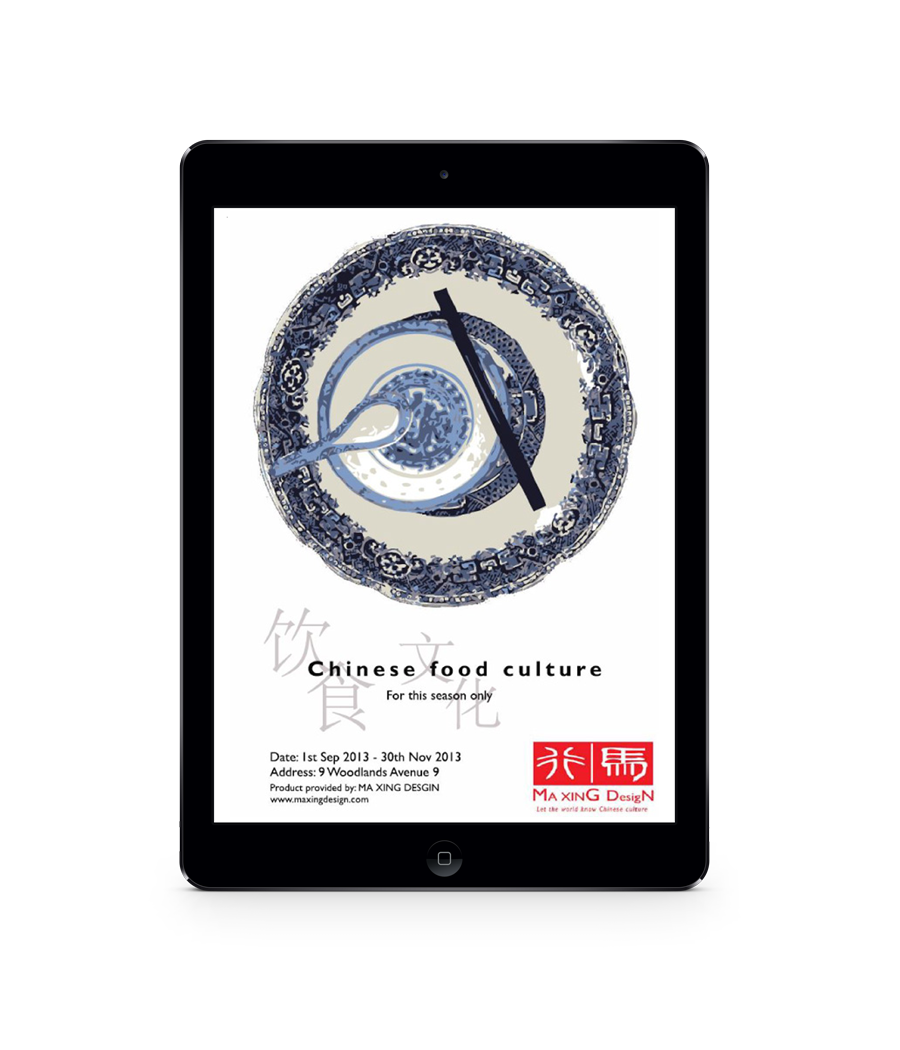 饮食文化
Chinese food culture
For this season only
Date: 1st Sep 2013 - 30th Nov 2013
Address: 9 Woodlands Avenue 9
Product provided by: MA XING DESGIN
www.maxingdesign.com
行馬
MA XING DesigN
Let the world know Chinese culture